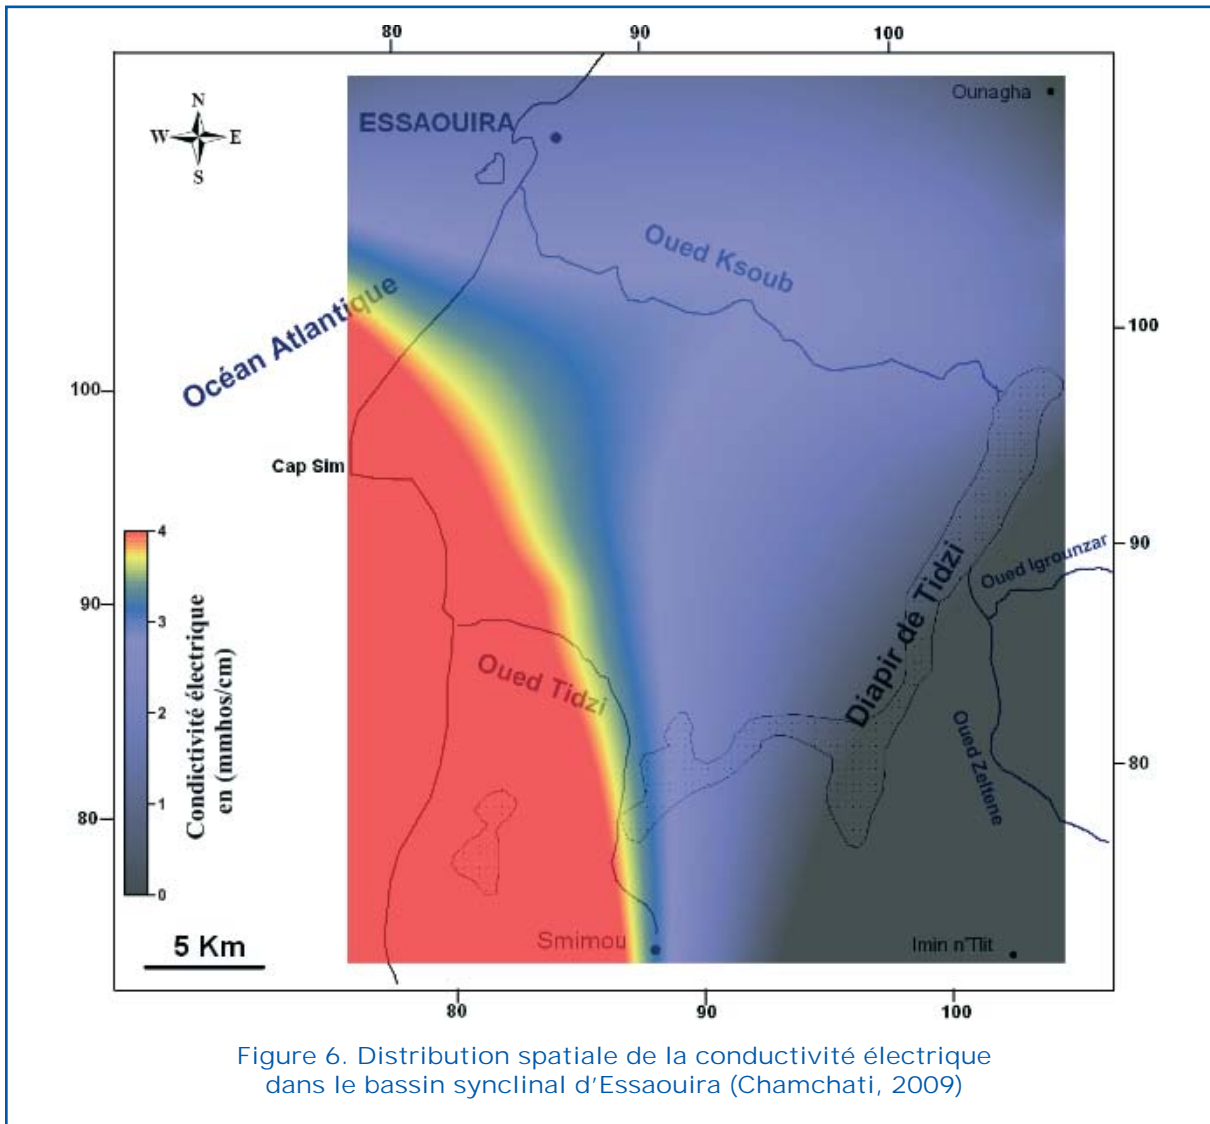 80 90 100
Ounagha
N
W E
S
ESSAOUIRA
Oued Ksoub
Océan Atlantique
100
100
Cap Sim
4
3
2
1
0
Condictivité électrique
en (mmhos/cm)
90
90
Oued Igrounzar
Diapir de Tidzi
Oued Tidzi
Oued Zeltene
80
80
5 Km
Smimou
Imin n'Tlit
80 90 100
Figure 6. Distribution spatiale de la conductivité électrique
dans le bassin synclinal d'Essaouira (Chamchati, 2009)